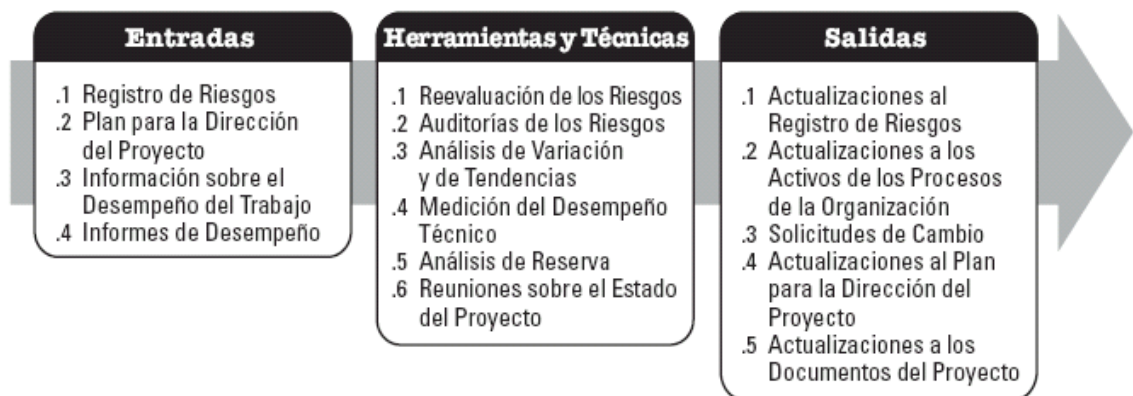 Entradas
.1 Registro de Riesgos
.2 Plan para la Dirección
del Proyecto
.3 Información sobre el
Desempeño del Trabajo
.4 Informes de Desempeño
Herramientas y Técnicas
.1 Reevaluación de los Riesgos
.2 Auditorías de los Riesgos
.3 Análisis de Variación
y de Tendencias
.4 Medición del Desempeño
Técnico
.5 Análisis de Reserva
.6 Reuniones sobre el Estado
del Proyecto
Salidas
.1 Actualizaciones al
Registro de Riesgos
.2 Actualizaciones a los
Activos de los Procesos
de la Organización
.3 Solicitudes de Cambio
.4 Actualizaciones al Plan
para la Dirección del
Proyecto
.5 Actualizaciones a los
Documentos del Proyecto